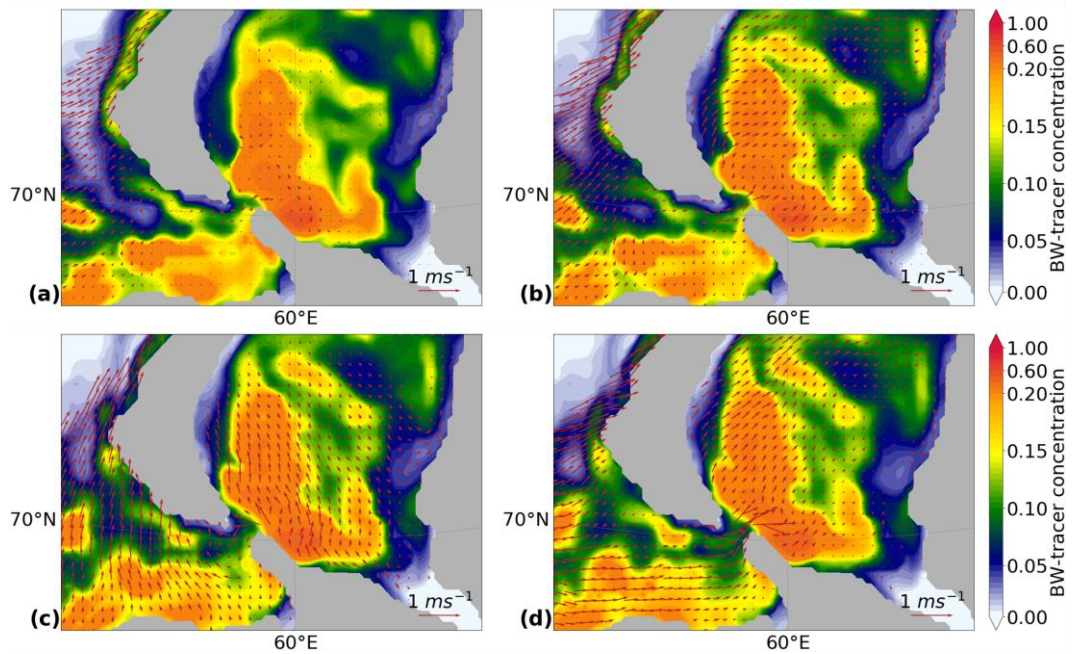 70°N
(a)
1 ms⁻¹
60°E
(b)
1 ms⁻¹
60°E
1.00
0.60
0.20
0.15
0.10
0.05
0.00
BW-tracer concentration
70°N
(c)
1 ms⁻¹
60°E
(d)
1 ms⁻¹
60°E
1.00
0.60
0.20
0.15
0.10
0.05
0.00
BW-tracer concentration